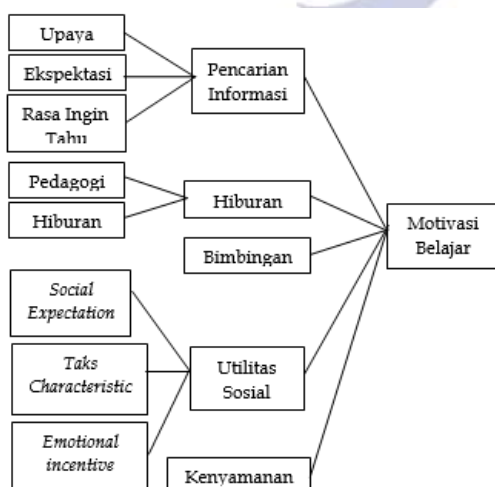 Upaya
Ekspektasi
Rasa Ingin
Tahu
Pencarian
Informasi
Pedagogi
Hiburan
Hiburan
Bimbingan
Motivasi
Belajar
Social
Expectation
Taks
Characteristic
Emotional
incentive
Utilitas
Sosial
Kenyamanan